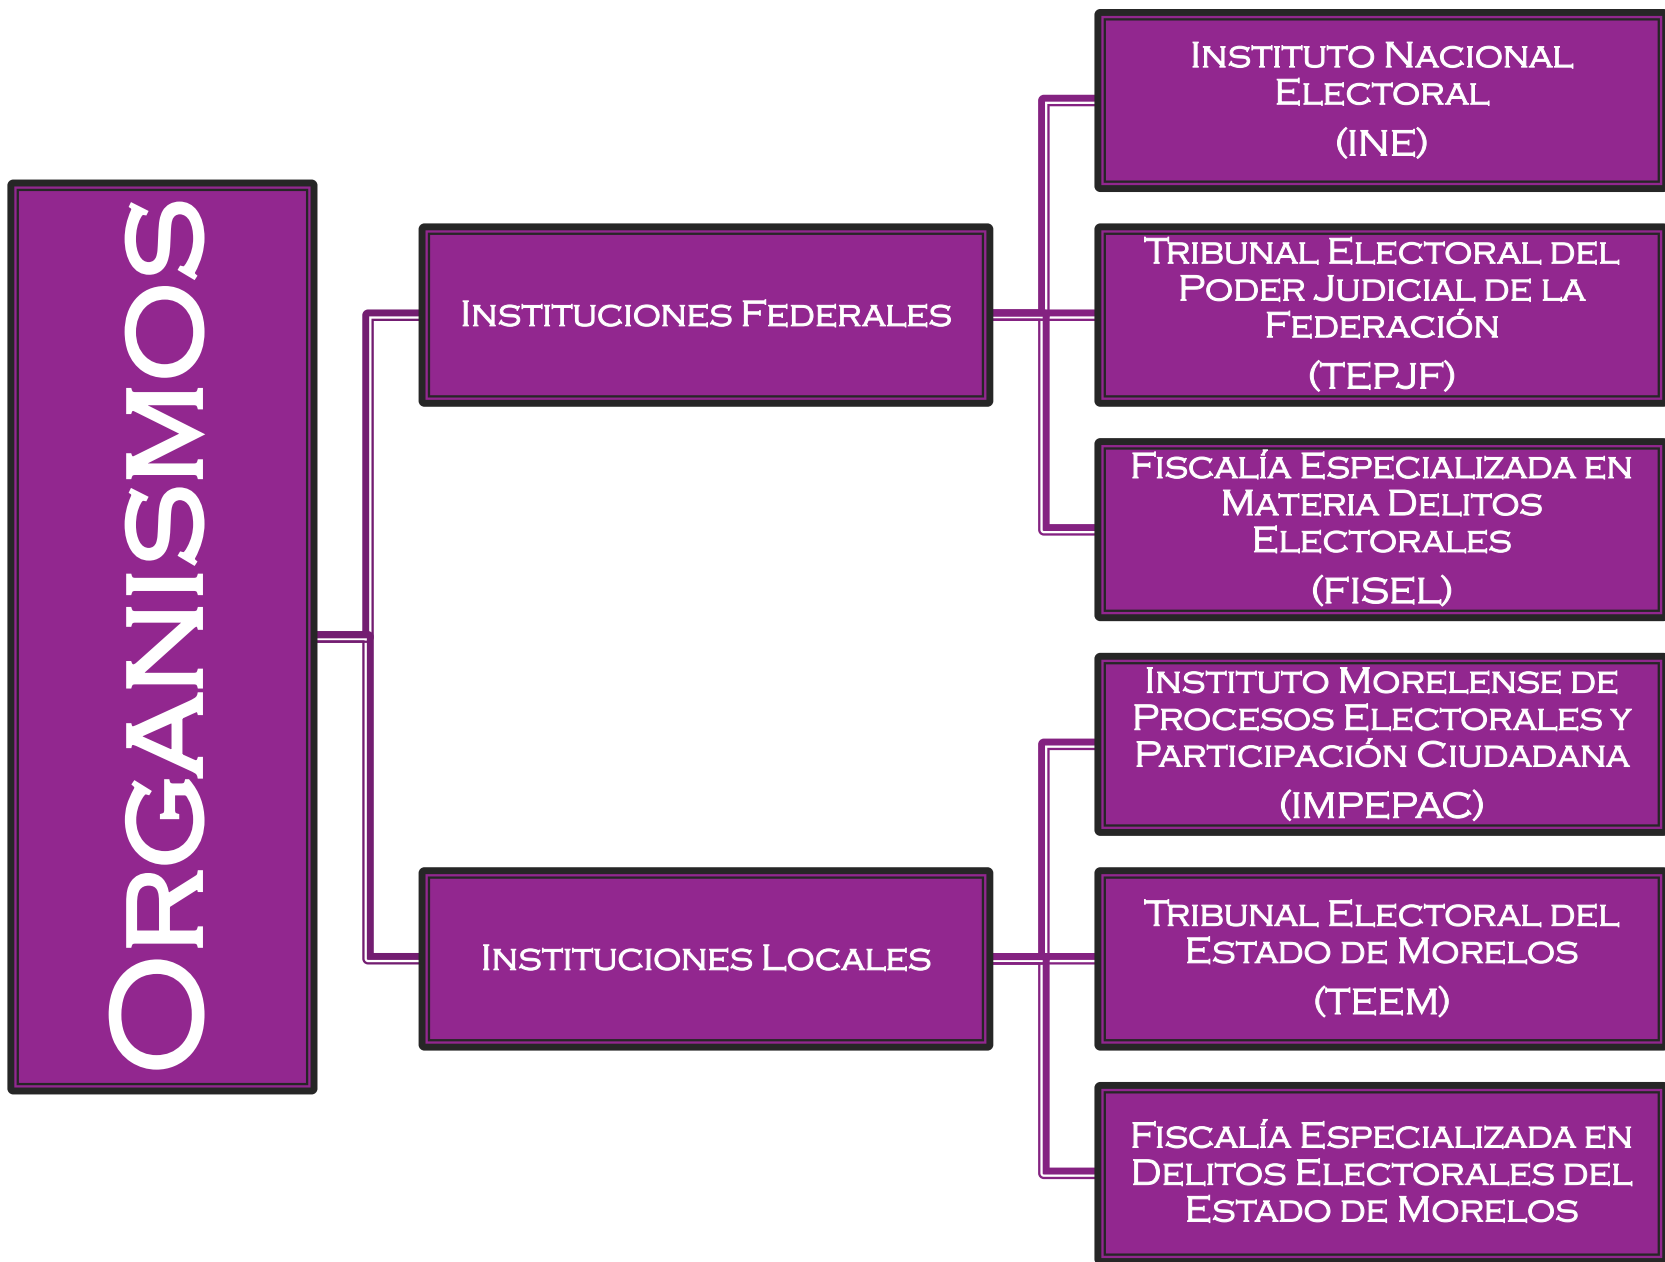 Organismos
Instituciones Federales
Instituto Nacional
Electoral
(INE)
Tribunal Electoral del
Poder Judicial de la
Federación
(TEPJF)
Fiscalía Especializada en
Materia Delitos
Electorales
(FISEL)
Instituciones Locales
Instituto Morelense de
Procesos Electorales y
Participación Ciudadana
(IMPEPAC)
Tribunal Electoral del
Estado de Morelos
(TEEM)
Fiscalía Especializada en
Delitos Electorales del
Estado de Morelos